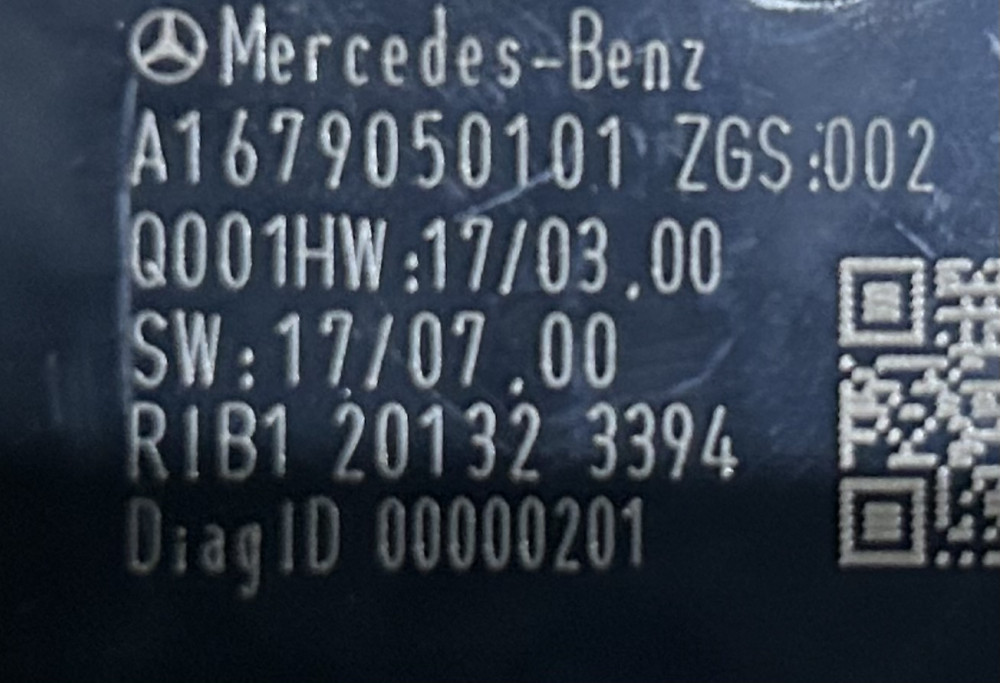 Mercedes-Benz
A1679050101 ZGS:002
Q001HW:17/03.00
SW:17/07.00
RIB1 20132 3394
DiagID 00000201